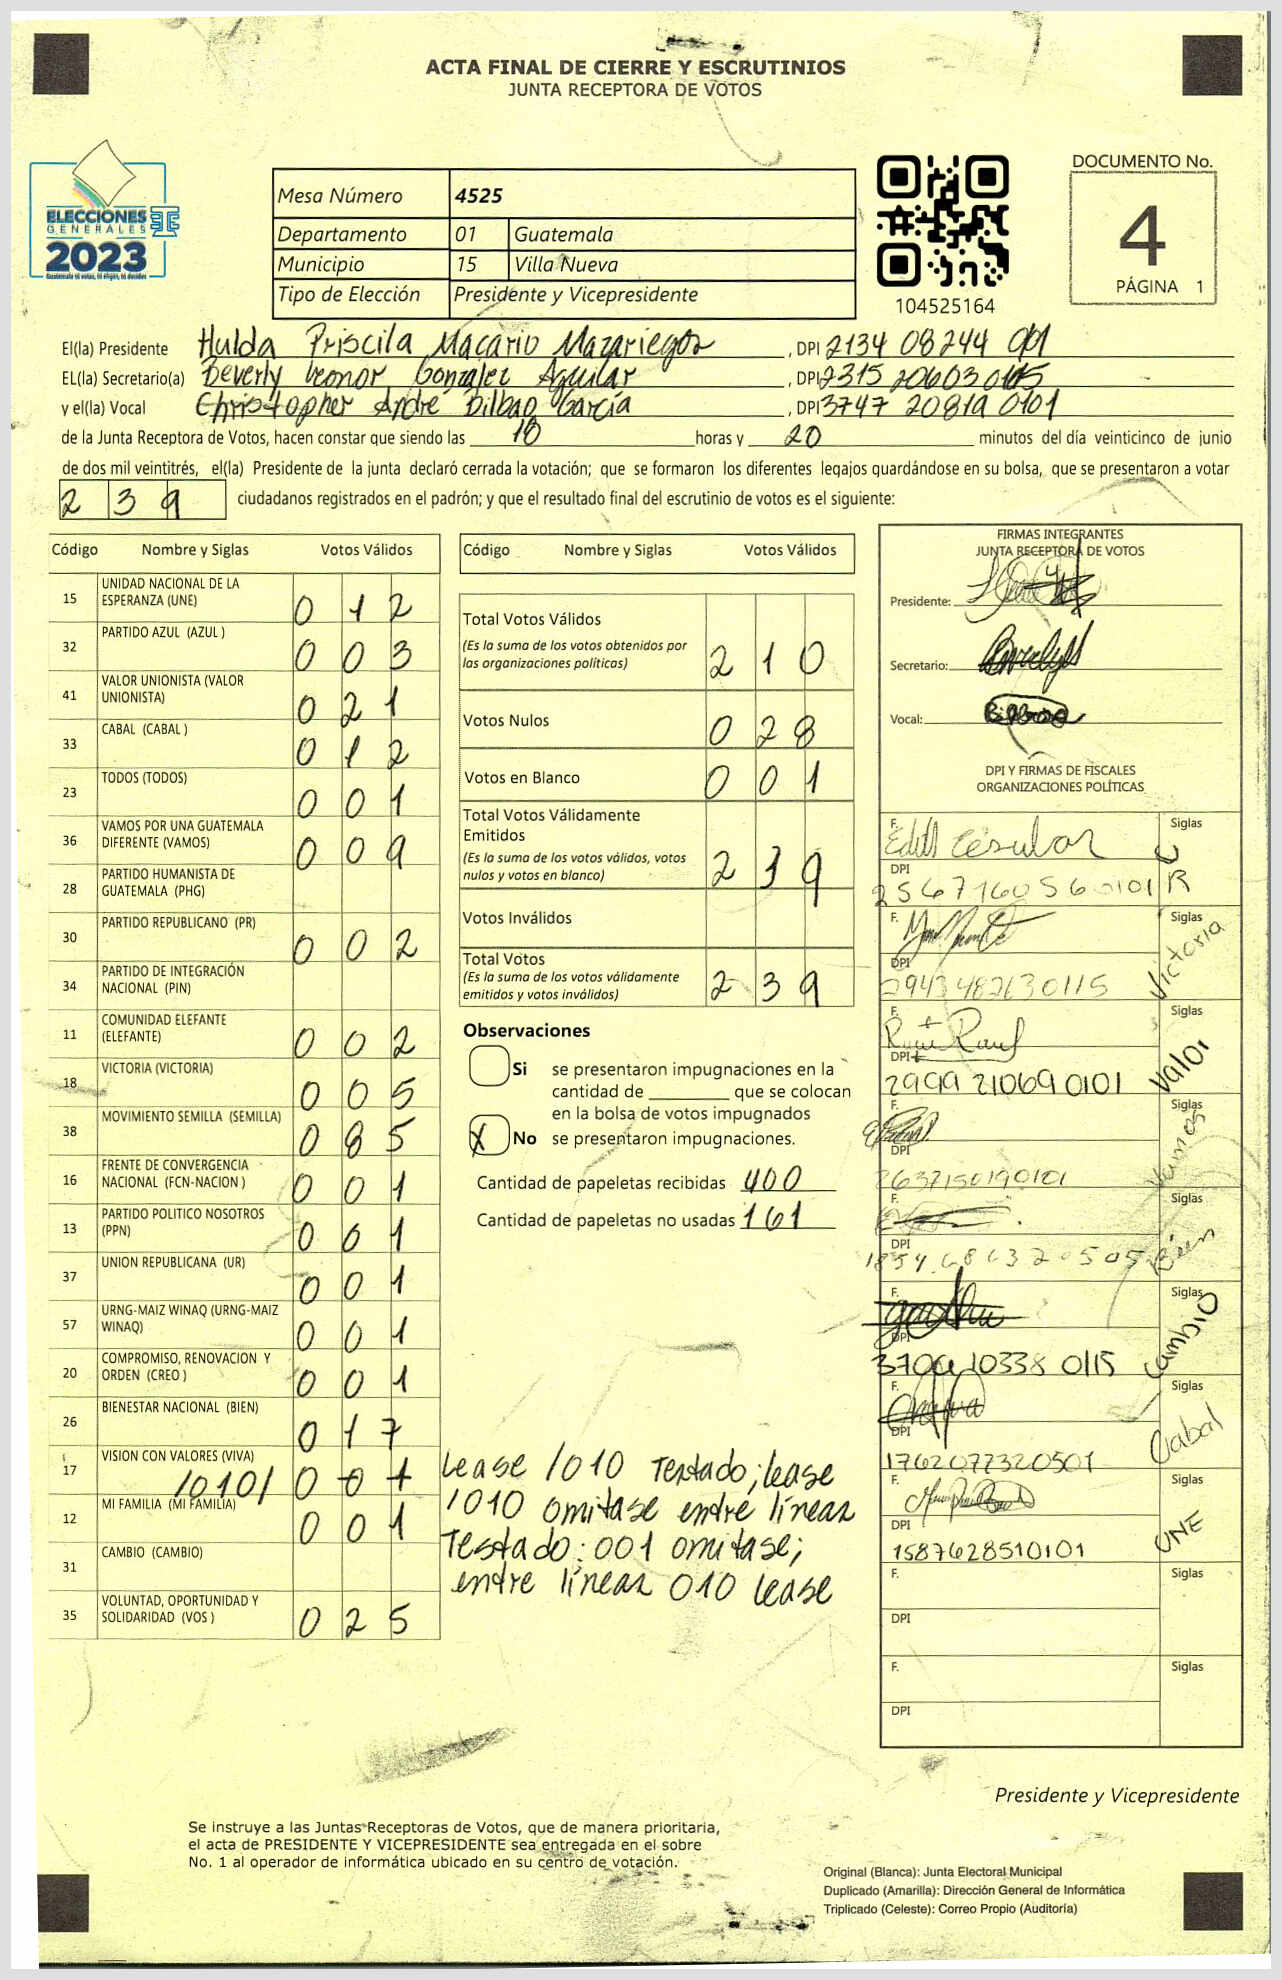 ACTA FINAL DE CIERRE Y ESCRUTINIOS
JUNTA RECEPTORA DE VOTOS
ELECCIONES
GENERALES
2023
Guatemala tú votas, tú eliges, tú decides
Mesa Número 4525
Departamento 01 Guatemala
Municipio 15 Villa Nueva
Tipo de Elección Presidente y Vicepresidente
104525164
DOCUMENTO No.
4
PÁGINA 1
El(la) Presidente Hulda Priscila Macario Mazariegos , DPI 2134 08244 0101
EL(la) Secretario(a) Beverly Leonor González Aguilar , DPI 2315 20603 0115
y el(la) Vocal Christopher André Bilbao García , DPI 3747 20819 0101
de la Junta Receptora de Votos, hacen constar que siendo las 18 horas y 20 minutos del día veinticinco de junio
de dos mil veintitrés, el(la) Presidente de la junta declaró cerrada la votación; que se formaron los diferentes legajos guardándose en su bolsa, que se presentaron a votar
239 ciudadanos registrados en el padrón; y que el resultado final del escrutinio de votos es el siguiente:
Código Nombre y Siglas Votos Válidos
15 UNIDAD NACIONAL DE LA ESPERANZA (UNE) 0 1 2
32 PARTIDO AZUL (AZUL ) 0 0 3
41 VALOR UNIONISTA (VALOR UNIONISTA) 0 2 1
33 CABAL (CABAL ) 0 1 2
23 TODOS (TODOS) 0 0 1
36 VAMOS POR UNA GUATEMALA DIFERENTE (VAMOS) 0 0 9
28 PARTIDO HUMANISTA DE GUATEMALA (PHG)
30 PARTIDO REPUBLICANO (PR) 0 0 2
34 PARTIDO DE INTEGRACIÓN NACIONAL (PIN)
11 COMUNIDAD ELEFANTE (ELEFANTE) 0 0 2
18 VICTORIA (VICTORIA) 0 0 5
38 MOVIMIENTO SEMILLA (SEMILLA) 0 8 5
16 FRENTE DE CONVERGENCIA NACIONAL (FCN-NACION ) 0 0 1
13 PARTIDO POLITICO NOSOTROS (PPN) 0 0 1
37 UNION REPUBLICANA (UR) 0 0 1
57 URNG-MAIZ WINAQ (URNG-MAIZ WINAQ) 0 0 1
20 COMPROMISO, RENOVACION Y ORDEN (CREO ) 0 0 1
26 BIENESTAR NACIONAL (BIEN) 0 1 7
17 VISION CON VALORES (VIVA) /010/ 0 0 1
12 MI FAMILIA (MI FAMILIA) 0 0 1
31 CAMBIO (CAMBIO)
35 VOLUNTAD, OPORTUNIDAD Y SOLIDARIDAD (VOS ) 0 2 5
Código Nombre y Siglas Votos Válidos
Total Votos Válidos
(Es la suma de los votos obtenidos por
las organizaciones políticas) 2 1 0
Votos Nulos 0 2 8
Votos en Blanco 0 0 1
Total Votos Válidamente
Emitidos
(Es la suma de los votos válidos, votos
nulos y votos en blanco) 2 3 9
Votos Inválidos
Total Votos
(Es la suma de los votos válidamente
emitidos y votos inválidos) 2 3 9
Observaciones
Si se presentaron impugnaciones en la
cantidad de ________ que se colocan
en la bolsa de votos impugnados
X No se presentaron impugnaciones.
Cantidad de papeletas recibidas 400
Cantidad de papeletas no usadas 161
Lease /010 Testado; lease
/010 omitase entre líneas
Testado: 001 omitase;
entre líneas 010 lease
FIRMAS INTEGRANTES
JUNTA RECEPTORA DE VOTOS
Presidente:
Secretario:
Vocal:
DPI Y FIRMAS DE FISCALES
ORGANIZACIONES POLÍTICAS
F. Siglas
DPI 2567160560101 R
F. Siglas Victoria
DPI 2943482630115
F. Siglas Valor
DPI 2999 21069 0101
F. Siglas Vamos
DPI 2637150190101
F. Siglas Bien
DPI
F. Siglas Cambio
DPI
F. Siglas Cabal
DPI 1762077320501
F. Siglas UNE
DPI 1587628510101
F. Siglas
DPI
F. Siglas
DPI
Presidente y Vicepresidente
Se instruye a las Juntas Receptoras de Votos, que de manera prioritaria,
el acta de PRESIDENTE Y VICEPRESIDENTE sea entregada en el sobre
No. 1 al operador de informática ubicado en su centro de votación.
Original (Blanca): Junta Electoral Municipal
Duplicado (Amarilla): Dirección General de Informática
Triplicado (Celeste): Correo Propio (Auditoría)